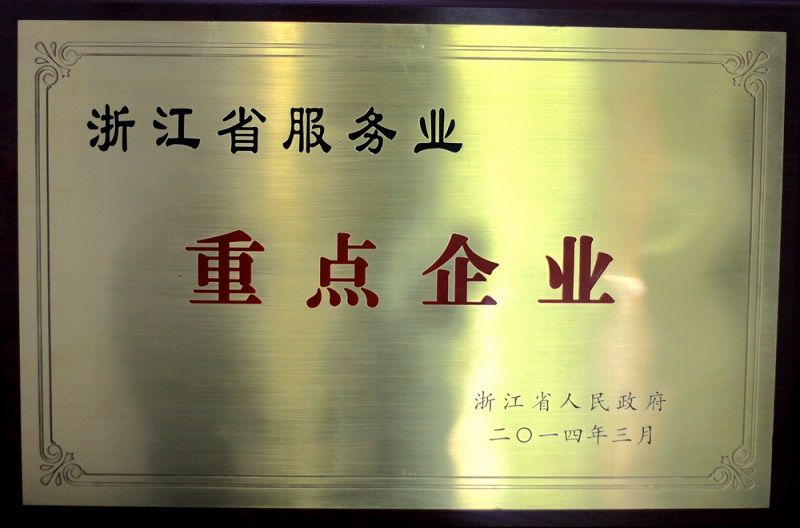 浙江省服务业
重点企业
浙江省人民政府
二〇一四年三月